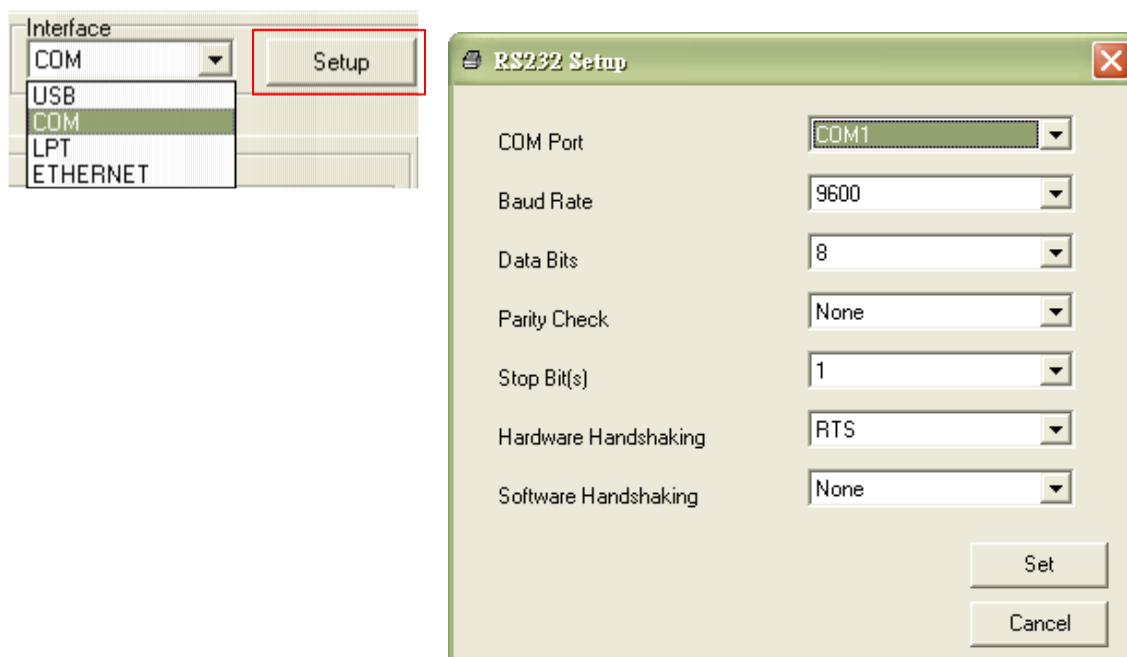 Interface
COM
Setup
USB
COM
LPT
ETHERNET
RS232 Setup
COM Port COM1
Baud Rate 9600
Data Bits 8
Parity Check None
Stop Bit(s) 1
Hardware Handshaking RTS
Software Handshaking None
Set
Cancel